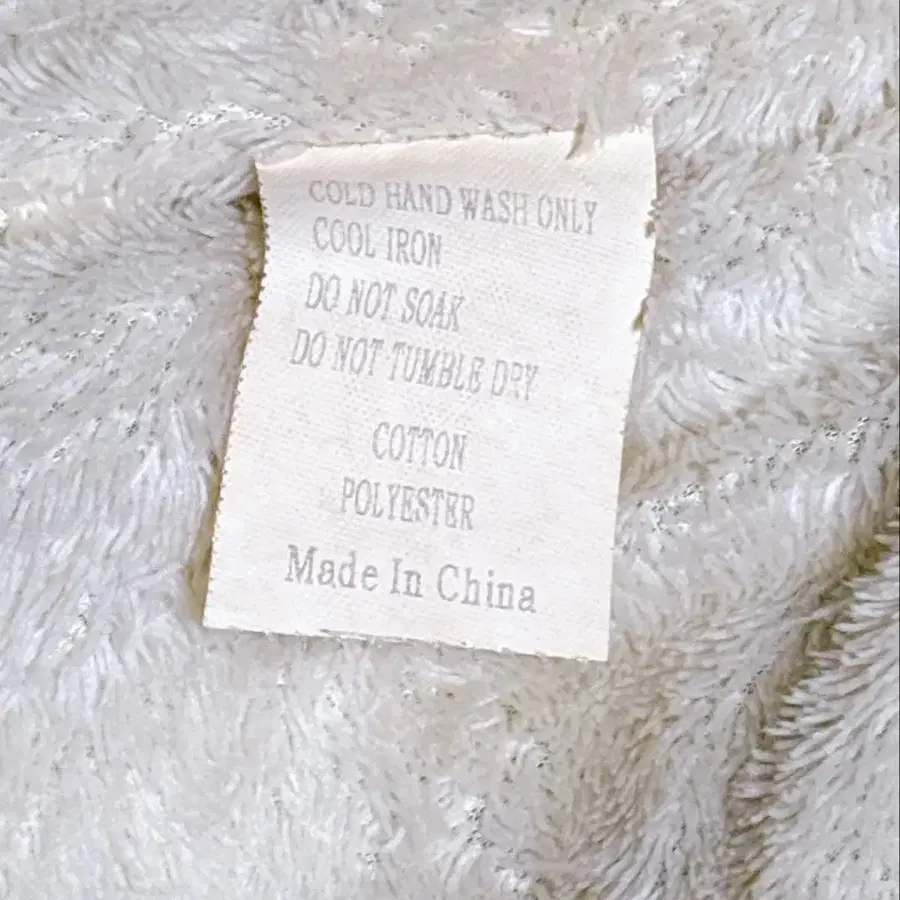 COLD HAND WASH ONLY
COOL IRON
DO NOT SOAK
DO NOT TUMBLE DRY
COTTON
POLYESTER
Made In China